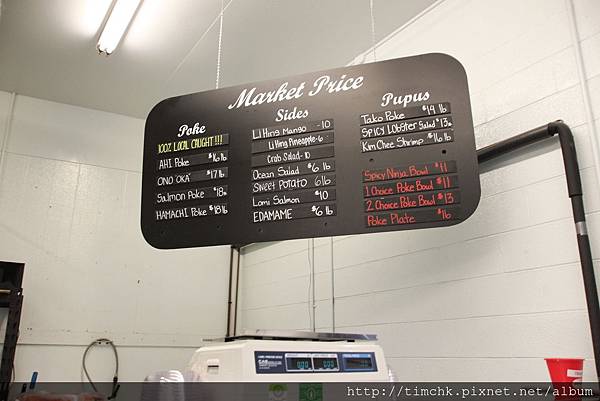 Market Price
Poke
100% LOCAL CAUGHT!!!
AHI Poke $16 lb
ONO OKA' $17 lb
Salmon Poke $18 lb
HAMACHI Poke $18 lb
Sides
Li Hing Mango - 10
Li Hing Pineapple - 6
Crab Salad - 10
Ocean Salad $6 lb
Sweet Potato 6 lb
Lomi Salmon $10
EDAMAME $6 lb
Pupus
Tako Poke $19 lb
Spicy Lobster Salad $13
Kim Chee Shrimp $16 lb
Spicy Ninja Bowl $11
1 Choice Poke Bowl $11
2 Choice Poke Bowl $13
Poke Plate $16
CAS
http://timchk.pixnet.net/album